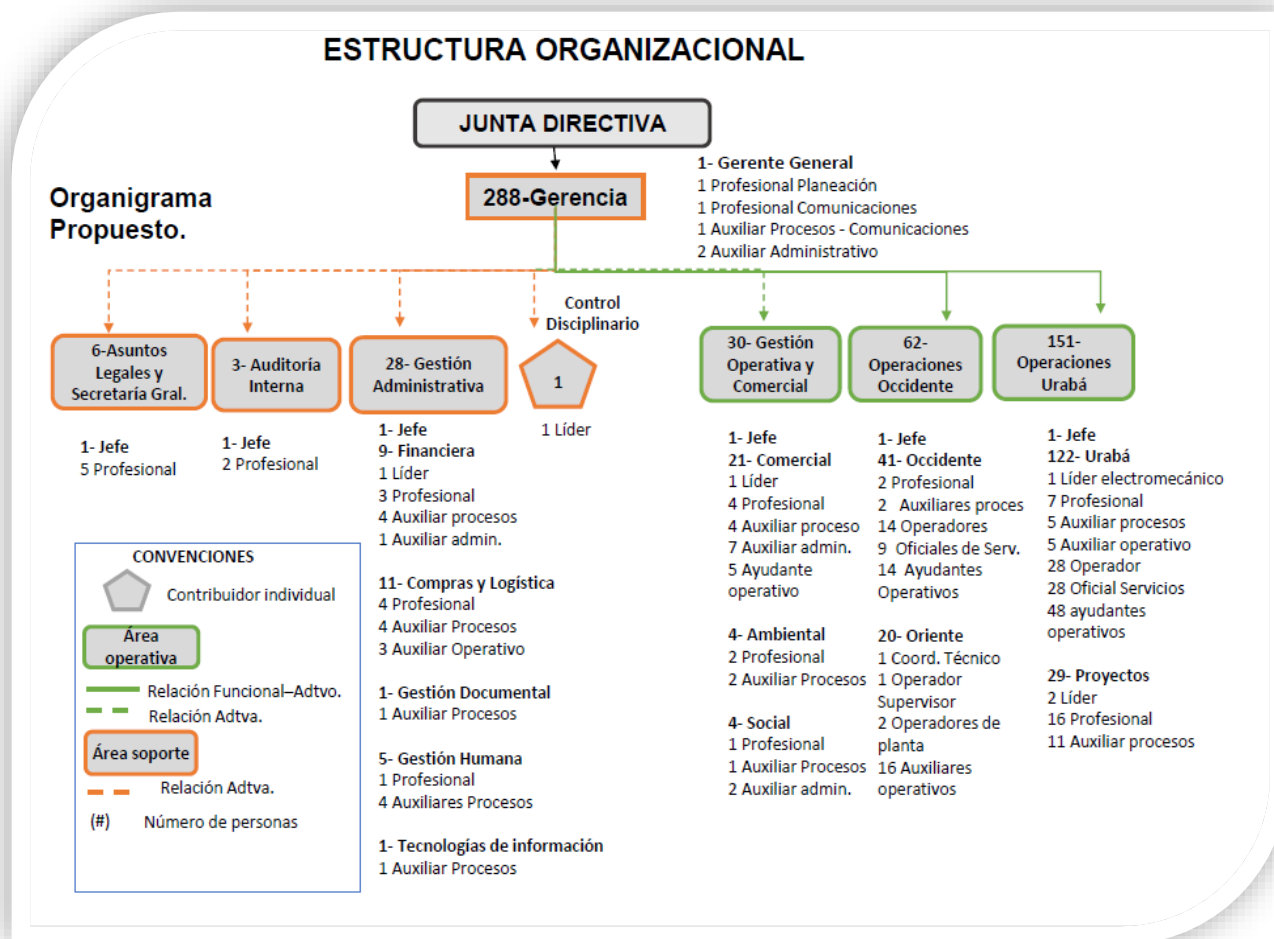 ESTRUCTURA ORGANIZACIONAL
JUNTA DIRECTIVA
Organigrama
Propuesto.
288-Gerencia
1- Gerente General
1 Profesional Planeación
1 Profesional Comunicaciones
1 Auxiliar Procesos - Comunicaciones
2 Auxiliar Administrativo
6-Asuntos
Legales y
Secretaría Gral.
1- Jefe
5 Profesional
3- Auditoría
Interna
1- Jefe
2 Profesional
28- Gestión
Administrativa
1- Jefe
9- Financiera
1 Líder
3 Profesional
4 Auxiliar procesos
1 Auxiliar admin.
11- Compras y Logística
4 Profesional
4 Auxiliar Procesos
3 Auxiliar Operativo
1- Gestión Documental
1 Auxiliar Procesos
5- Gestión Humana
1 Profesional
4 Auxiliares Procesos
1- Tecnologías de información
1 Auxiliar Procesos
Control
Disciplinario
1
1 Líder
30- Gestión
Operativa y
Comercial
1- Jefe
21- Comercial
1 Líder
4 Profesional
4 Auxiliar proceso
7 Auxiliar admin.
5 Ayudante
operativo
4- Ambiental
2 Profesional
2 Auxiliar Procesos
4- Social
1 Profesional
1 Auxiliar Procesos
2 Auxiliar admin.
62-
Operaciones
Occidente
1- Jefe
41- Occidente
2 Profesional
2 Auxiliares proces
14 Operadores
9 Oficiales de Serv.
14 Ayudantes
Operativos
20- Oriente
1 Coord. Técnico
1 Operador
Supervisor
2 Operadores de
planta
16 Auxiliares
operativos
151-
Operaciones
Urabá
1- Jefe
122- Urabá
1 Líder electromecánico
7 Profesional
5 Auxiliar procesos
5 Auxiliar operativo
28 Operador
28 Oficial Servicios
48 ayudantes
operativos
29- Proyectos
2 Líder
16 Profesional
11 Auxiliar procesos
CONVENCIONES
Contribuidor individual
Área
operativa
Relación Funcional–Adtvo.
Relación Adtva.
Área soporte
Relación Adtva.
(#) Número de personas